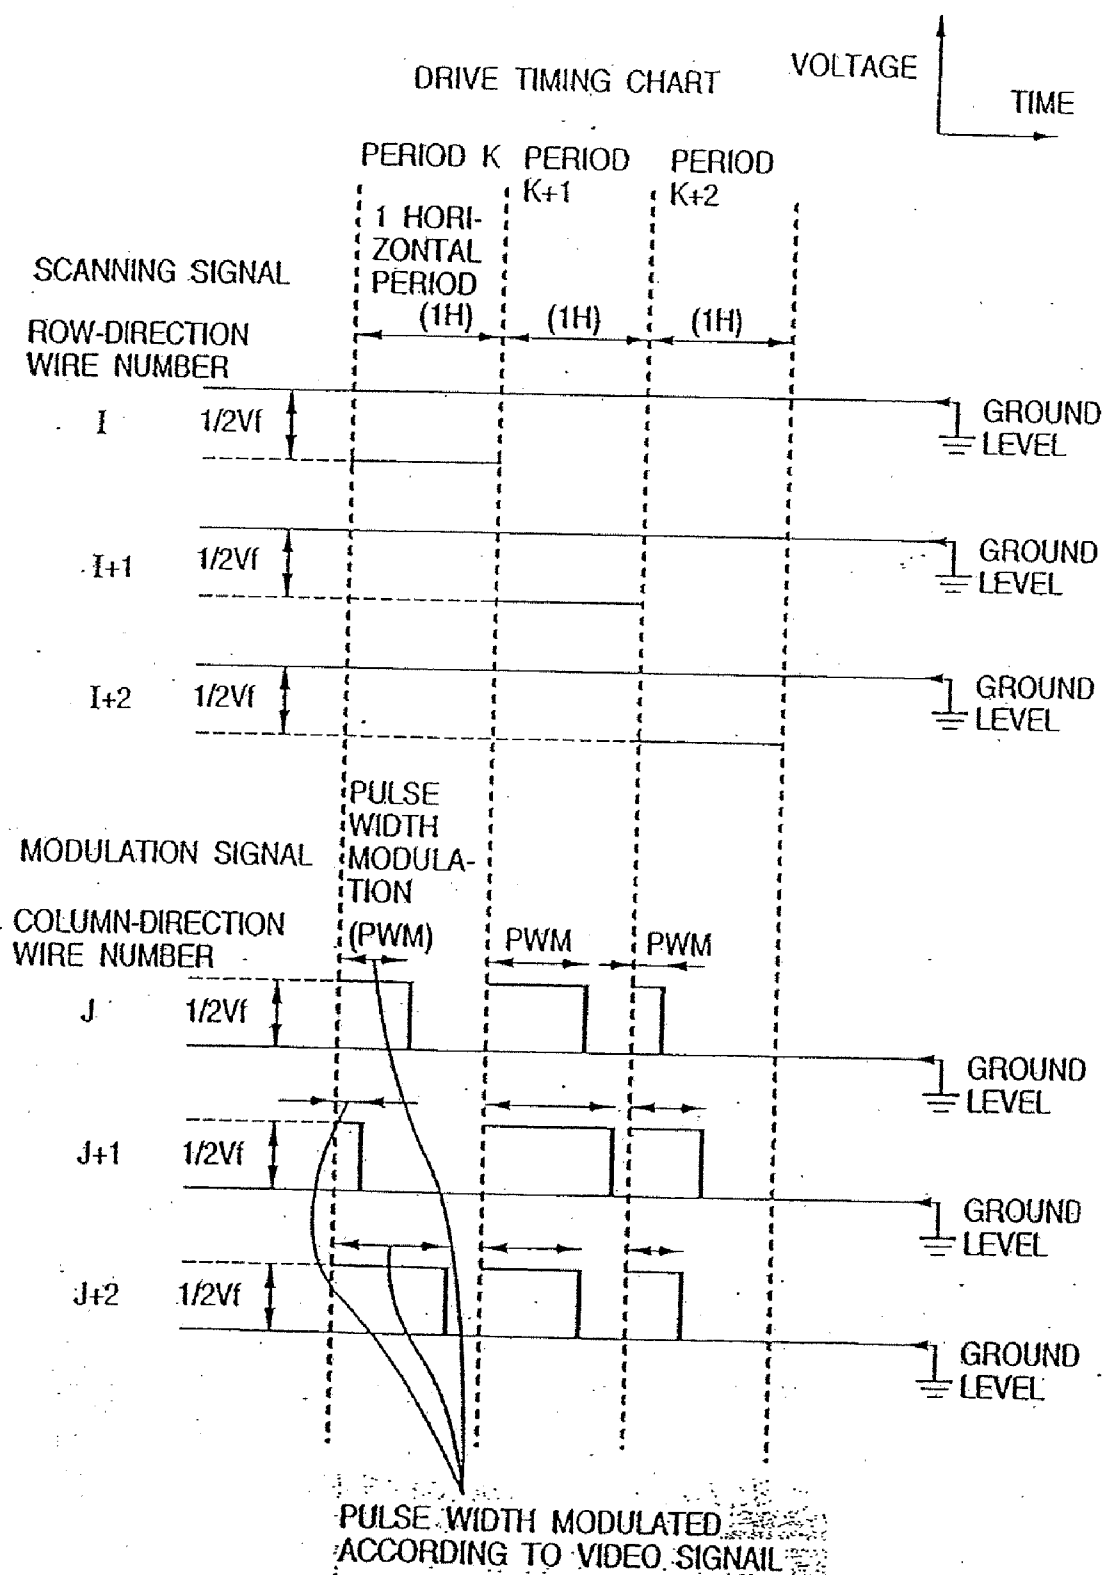 DRIVE TIMING CHART
VOLTAGE
TIME
PERIOD K
PERIOD
K+1
PERIOD
K+2
1 HORI-
ZONTAL
PERIOD
(1H)
(1H)
(1H)
SCANNING SIGNAL
ROW-DIRECTION
WIRE NUMBER
I
1/2Vf
GROUND
LEVEL
I+1
1/2Vf
GROUND
LEVEL
I+2
1/2Vf
GROUND
LEVEL
PULSE
WIDTH
MODULA-
TION
(PWM)
PWM
PWM
MODULATION SIGNAL
COLUMN-DIRECTION
WIRE NUMBER
J
1/2Vf
GROUND
LEVEL
J+1
1/2Vf
GROUND
LEVEL
J+2
1/2Vf
GROUND
LEVEL
PULSE WIDTH MODULATED
ACCORDING TO VIDEO SIGNAIL